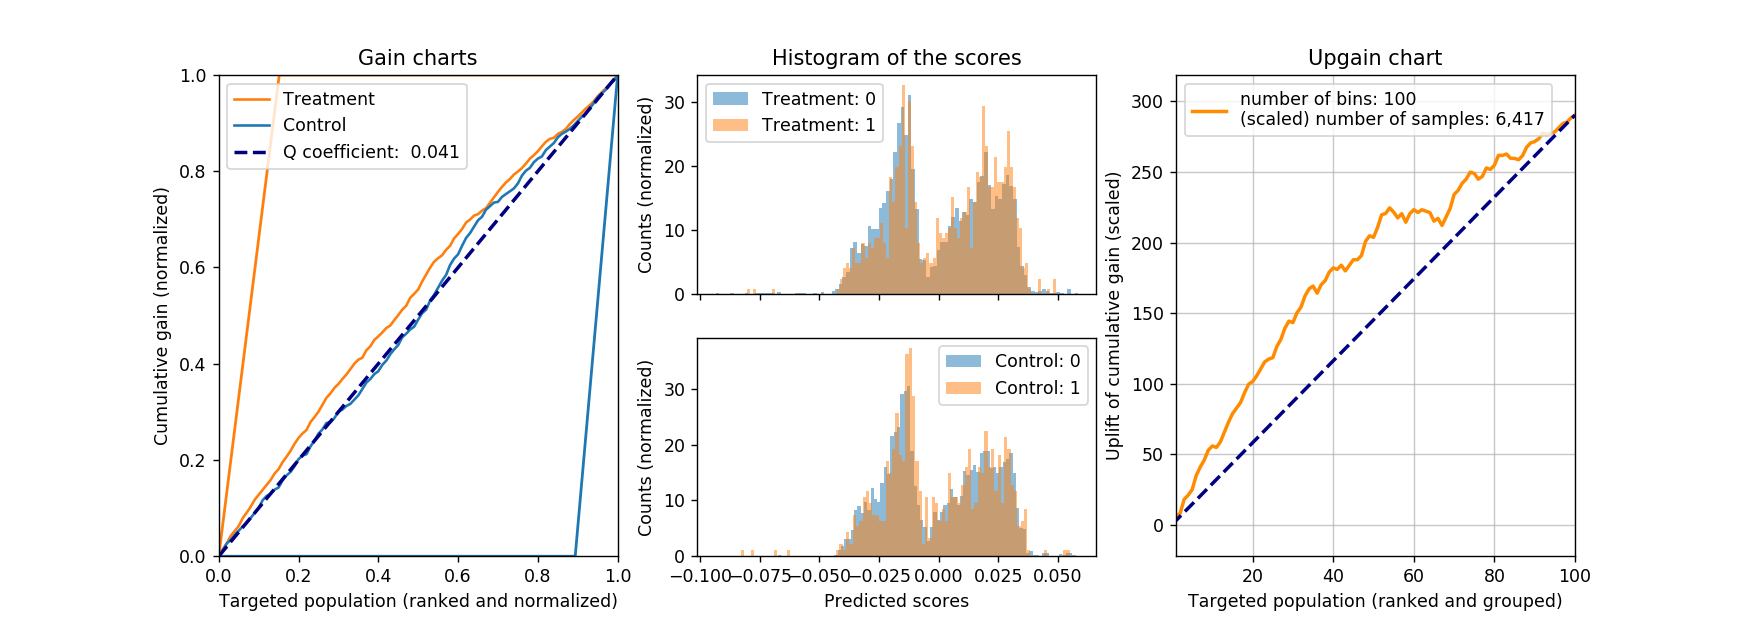 Gain charts
Treatment
Control
Q coefficient:  0.041
Cumulative gain (normalized)
1.0
0.8
0.6
0.4
0.2
0.0
0.0 0.2 0.4 0.6 0.8 1.0
Targeted population (ranked and normalized)
Histogram of the scores
Treatment: 0
Treatment: 1
Counts (normalized)
30
20
10
0
Control: 0
Control: 1
Counts (normalized)
30
20
10
0
−0.100 −0.075 −0.050 −0.025 0.000 0.025 0.050
Predicted scores
Upgain chart
number of bins: 100
(scaled) number of samples: 6,417
Uplift of cumulative gain (scaled)
300
250
200
150
100
50
0
20 40 60 80 100
Targeted population (ranked and grouped)